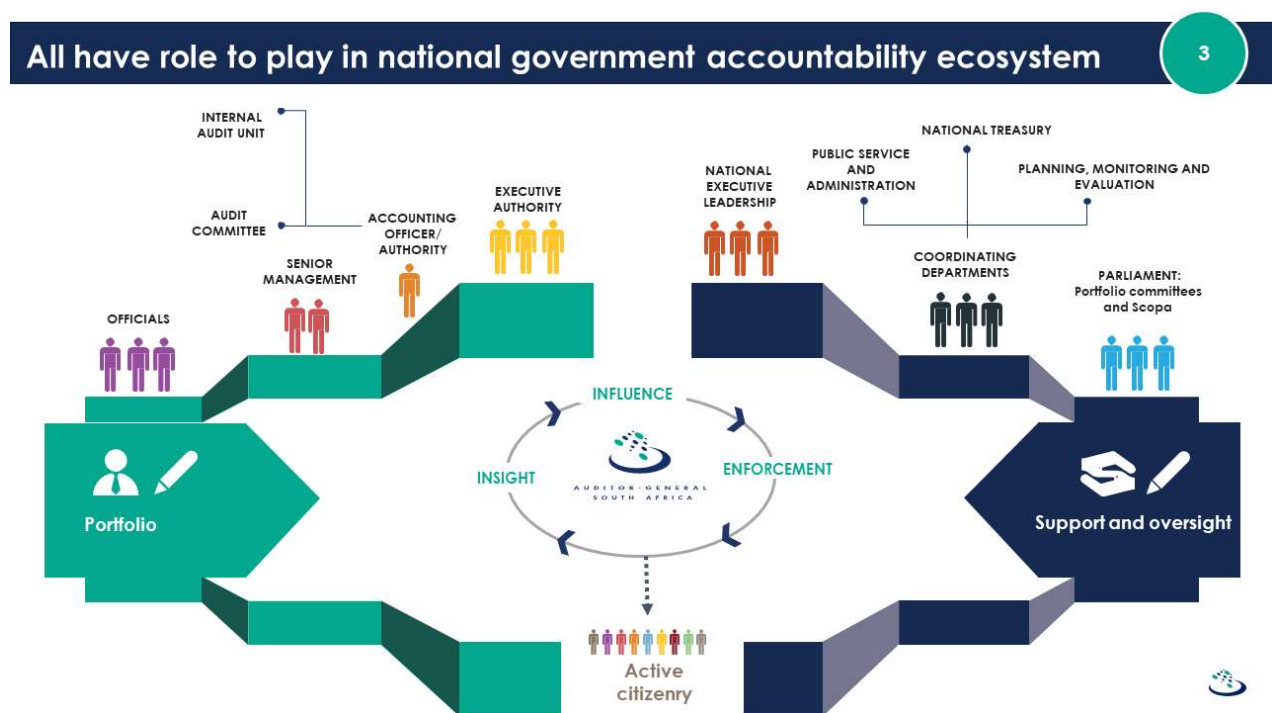 All have role to play in national government accountability ecosystem
3
INTERNAL
AUDIT UNIT
AUDIT
COMMITTEE
ACCOUNTING
OFFICER/
AUTHORITY
EXECUTIVE
AUTHORITY
SENIOR
MANAGEMENT
OFFICIALS
NATIONAL
EXECUTIVE
LEADERSHIP
PUBLIC SERVICE
AND
ADMINISTRATION
NATIONAL TREASURY
PLANNING, MONITORING AND
EVALUATION
COORDINATING
DEPARTMENTS
PARLIAMENT:
Portfolio committees
and Scopa
INFLUENCE
INSIGHT
ENFORCEMENT
AUDITOR-GENERAL
SOUTH AFRICA
Portfolio
Support and oversight
Active
citizenry